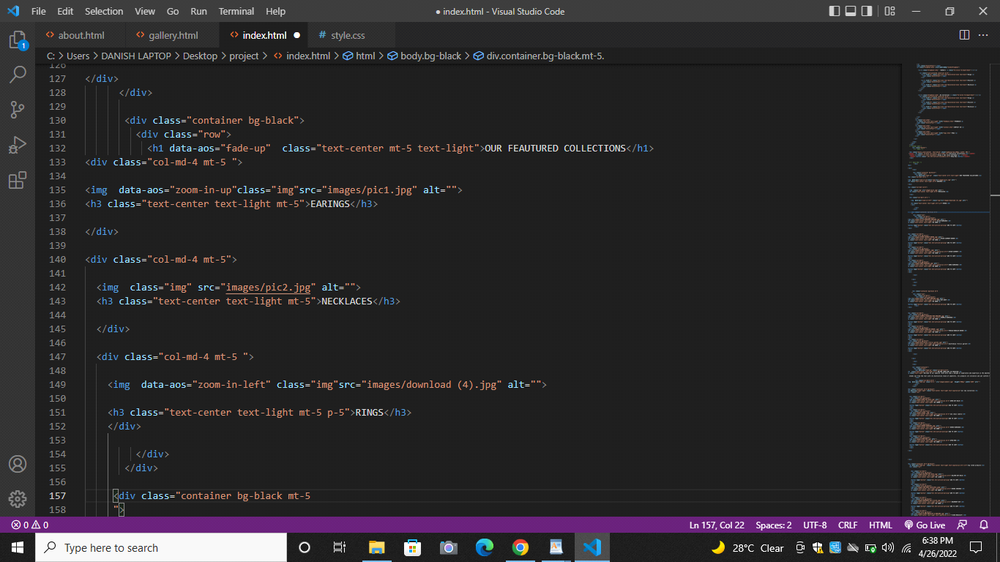 File Edit Selection View Go Run Terminal Help ● index.html - Visual Studio Code
about.html gallery.html index.html ● # style.css
C: > Users > DANISH LAPTOP > Desktop > project > index.html > html > body.bg-black > div.container.bg-black.mt-5.
126
127 </div>
128 </div>
129
130 <div class="container bg-black">
131 <div class="row">
132 <h1 data-aos="fade-up"  class="text-center mt-5 text-light">OUR FEAUTURED COLLECTIONS</h1>
133 <div class="col-md-4 mt-5 ">
134
135 <img  data-aos="zoom-in-up"class="img"src="images/pic1.jpg" alt="">
136 <h3 class="text-center text-light mt-5">EARINGS</h3>
137
138 </div>
139
140 <div class="col-md-4 mt-5">
141
142 <img  class="img" src="images/pic2.jpg" alt="">
143 <h3 class="text-center text-light mt-5">NECKLACES</h3>
144
145 </div>
146
147 <div class="col-md-4 mt-5 ">
148
149 <img  data-aos="zoom-in-left" class="img"src="images/download (4).jpg" alt="">
150
151 <h3 class="text-center text-light mt-5 p-5">RINGS</h3>
152 </div>
153
154 </div>
155 </div>
156
157 <div class="container bg-black mt-5
158 ">
1
0 0 Ln 157, Col 22 Spaces: 2 UTF-8 CRLF HTML Go Live
Type here to search 28°C Clear 6:38 PM
4/26/2022